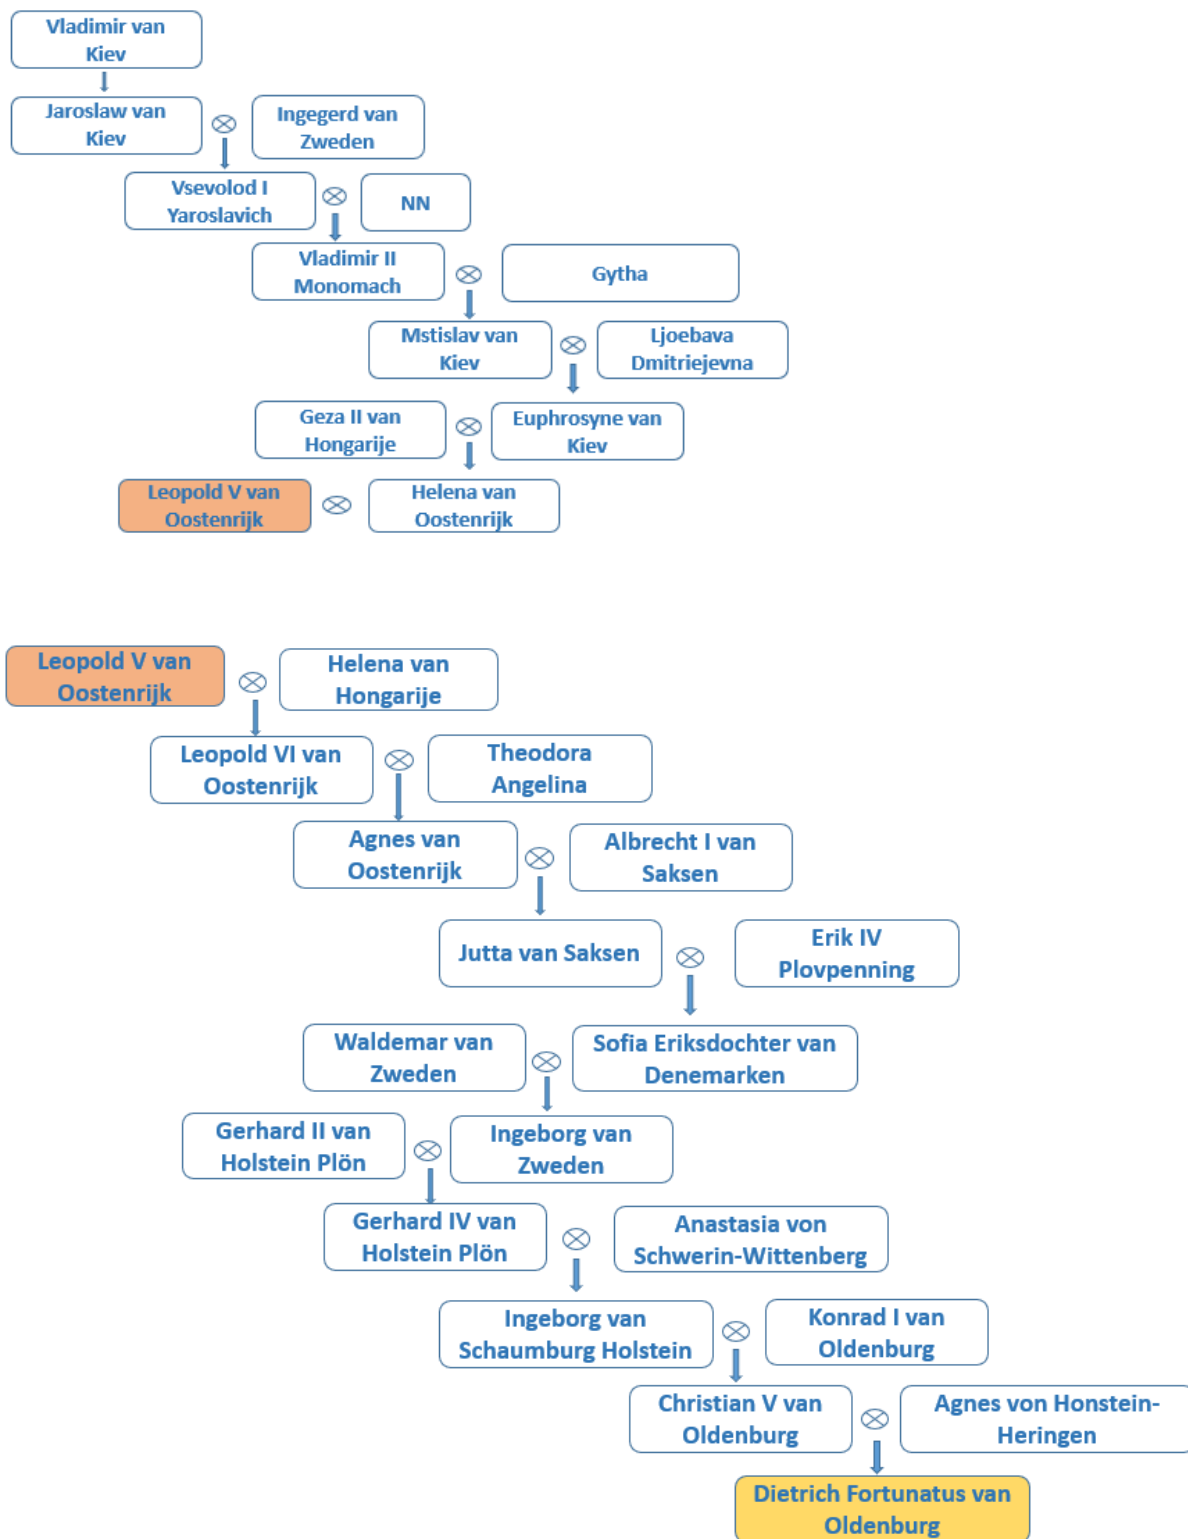 Vladimir van
Kiev
Jaroslaw van
Kiev
Ingegerd van
Zweden
Vsevolod I
Yaroslavich
NN
Vladimir II
Monomach
Gytha
Mstislav van
Kiev
Ljoebava
Dmitriejevna
Geza II van
Hongarije
Euphrosyne van
Kiev
Leopold V van
Oostenrijk
Helena van
Oostenrijk
Leopold V van
Oostenrijk
Helena van
Hongarije
Leopold VI van
Oostenrijk
Theodora
Angelina
Agnes van
Oostenrijk
Albrecht I van
Saksen
Jutta van Saksen
Erik IV
Plovpenning
Waldemar van
Zweden
Sofia Eriksdochter van
Denemarken
Gerhard II van
Holstein Plön
Ingeborg van
Zweden
Gerhard IV van
Holstein Plön
Anastasia von
Schwerin-Wittenberg
Ingeborg van
Schaumburg Holstein
Konrad I van
Oldenburg
Christian V van
Oldenburg
Agnes von Honstein-
Heringen
Dietrich Fortunatus van
Oldenburg